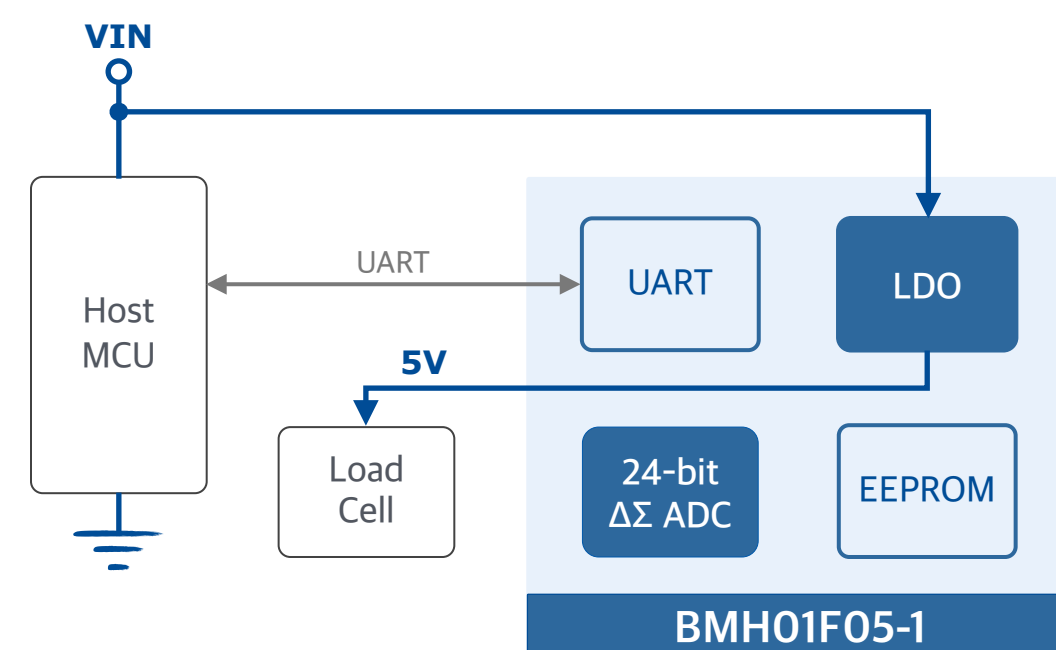 VIN
Host
MCU
UART
UART
LDO
5V
Load
Cell
24-bit
ΔΣ ADC
EEPROM
BMH01F05-1